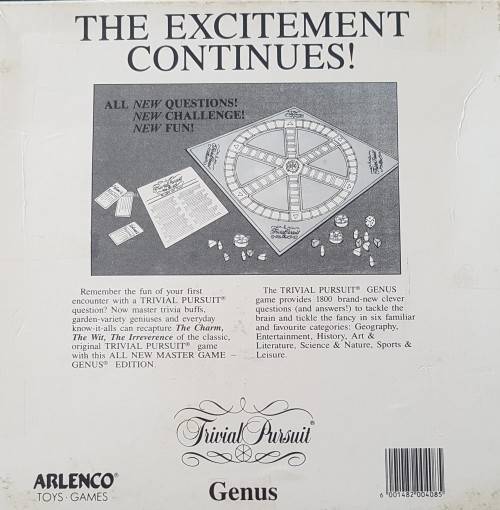 THE EXCITEMENT
CONTINUES!
ALL NEW QUESTIONS!
NEW CHALLENGE!
NEW FUN!
Remember the fun of your first
encounter with a TRIVIAL PURSUIT®
question? Now master trivia buffs,
garden-variety geniuses and everyday
know-it-alls can recapture The Charm,
The Wit, The Irreverence of the classic,
original TRIVIAL PURSUIT® game
with this ALL NEW MASTER GAME –
GENUS® EDITION.
The TRIVIAL PURSUIT® GENUS
game provides 1800 brand-new clever
questions (and answers!) to tackle the
brain and tickle the fancy in six familiar
and favourite categories: Geography,
Entertainment, History, Art &
Literature, Science & Nature, Sports &
Leisure.
Trivial Pursuit®
Genus
ARLENCO®
TOYS · GAMES
6 001482 004085